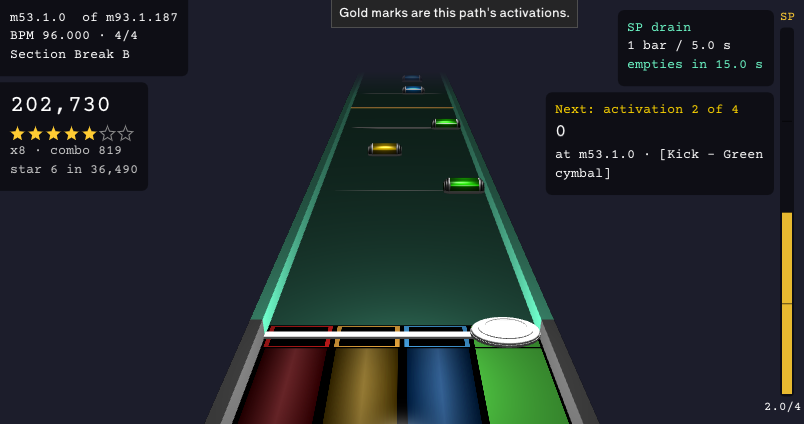 Gold marks are this path's activations.
m53.1.0 of m93.1.187
BPM 96.000 · 4/4
Section Break B
202,730
x8 · combo 819
star 6 in 36,490
SP drain
1 bar / 5.0 s
empties in 15.0 s
Next: activation 2 of 4
0
at m53.1.0 · [Kick - Green
cymbal]
SP
2.0/4